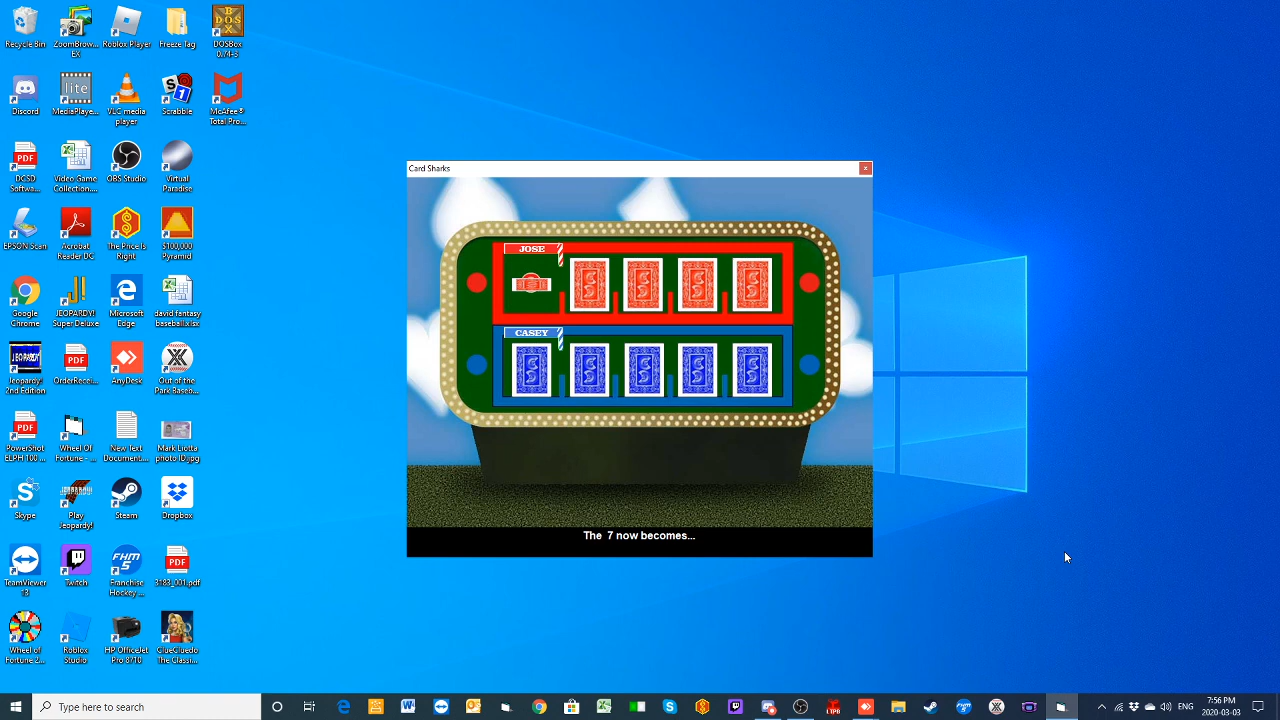 Recycle Bin
ZoomBrow...
EX
Roblox Player
Freeze Tag
DOSBox
0.74-3
Discord
MediaPlaye...
VLC media
player
Scrabble
McAfee®
Total Pro...
DCSD
Softwa...
Video Game
Collection....
OBS Studio
Virtual
Paradise
EPSON Scan
Acrobat
Reader DC
The Price Is
Right
$100,000
Pyramid
Google
Chrome
JEOPARDY!
Super Deluxe
Microsoft
Edge
david fantasy
baseball.xlsx
Jeopardy!
2nd Edition
OrderRecei...
AnyDesk
Out of the
Park Baseb...
PowerShot
ELPH 100 ...
Wheel Of
Fortune - ...
New Text
Document....
Mark Liotta
photo ID.jpg
Skype
Play
Jeopardy!
Steam
Dropbox
TeamViewer
13
Twitch
Franchise
Hockey ...
3183_001.pdf
Wheel of
Fortune 2...
Roblox
Studio
HP OfficeJet
Pro 8710
ClueCluedo
The Classi...
Card Sharks
JOSE
CASEY
The 7 now becomes...
Type here to search
ENG
7:56 PM
2020-03-03